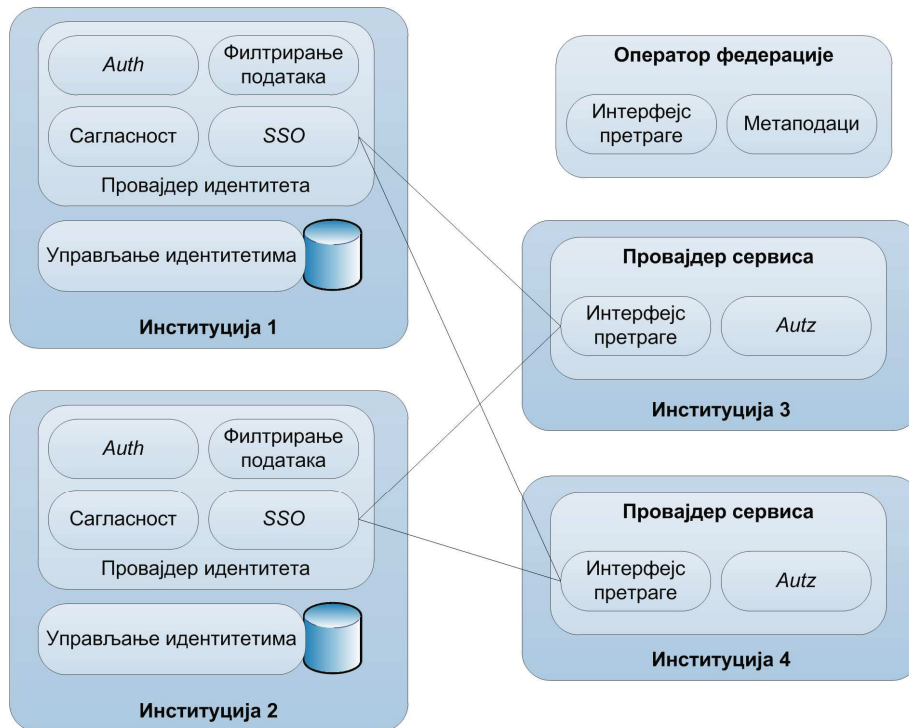 Auth
Филтрирање
података
Сагласност
SSO
Провајдер идентитета
Управљање идентитетима
Институција 1
Auth
Филтрирање
података
Сагласност
SSO
Провајдер идентитета
Управљање идентитетима
Институција 2
Оператор федерације
Интерфејс
претраге
Метаподаци
Провајдер сервиса
Интерфејс
претраге
Autz
Институција 3
Провајдер сервиса
Интерфејс
претраге
Autz
Институција 4